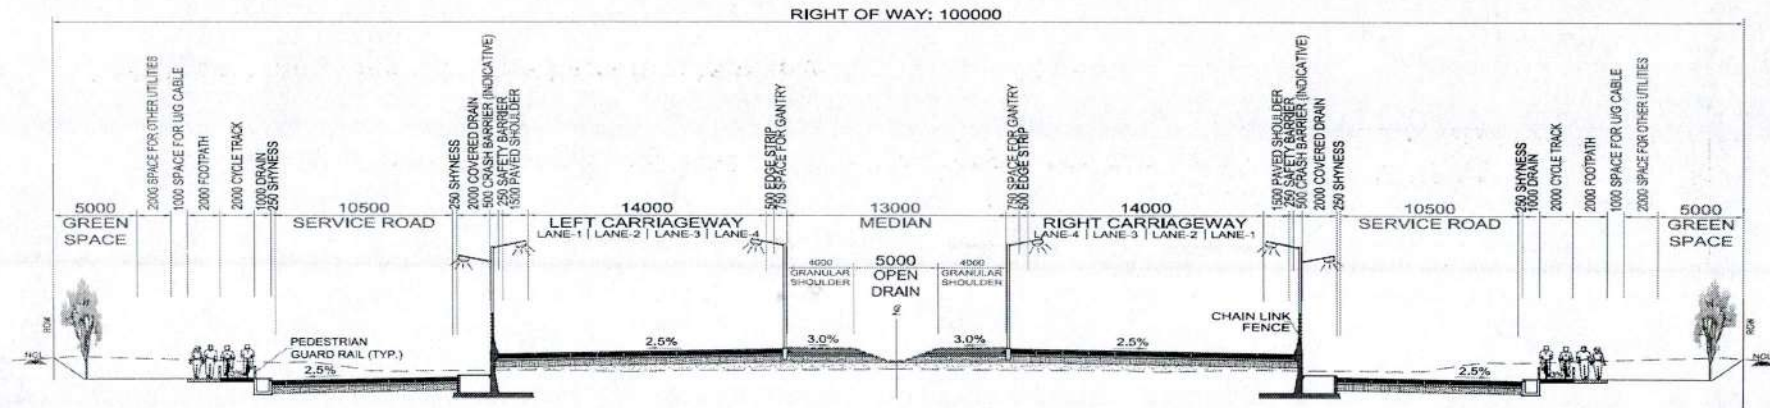 RIGHT OF WAY: 100000
2000 SPACE FOR OTHER UTILITIES
1000 SPACE FOR U/G CABLE
2000 FOOTPATH
2000 CYCLE TRACK
1000 DRAIN
250 SHYNESS
250 SHYNESS
2000 COVERED DRAIN
500 CRASH BARRIER (INDICATIVE)
250 SAFETY BARRIER
1500 PAVED SHOULDER
500 EDGE STRIP
750 SPACE FOR GANTRY
750 SPACE FOR GANTRY
500 EDGE STRIP
1500 PAVED SHOULDER
250 SAFETY BARRIER
500 CRASH BARRIER (INDICATIVE)
2000 COVERED DRAIN
250 SHYNESS
250 SHYNESS
1000 DRAIN
2000 CYCLE TRACK
2000 FOOTPATH
1000 SPACE FOR U/G CABLE
2000 SPACE FOR OTHER UTILITIES
5000 10500 14000 13000 14000 10500 5000
GREEN SPACE
SERVICE ROAD
LEFT CARRIAGEWAY
LANE-1 | LANE-2 | LANE-3 | LANE-4
MEDIAN
RIGHT CARRIAGEWAY
LANE-4 | LANE-3 | LANE-2 | LANE-1
SERVICE ROAD
GREEN SPACE
4000 5000 4000
GRANULAR SHOULDER
OPEN DRAIN
GRANULAR SHOULDER
CHAIN LINK
FENCE
ROW
ROW
PEDESTRIAN
GUARD RAIL (TYP.)
NGL
2.5%
2.5%
3.0%
3.0%
2.5%
2.5%
NGL